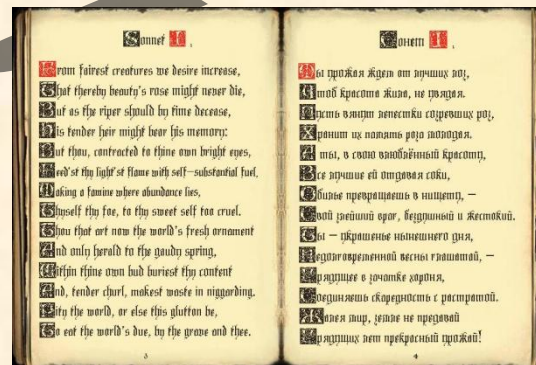 Sonnet 1.
From fairest creatures we desire increase,
That thereby beauty's rose might never die,
But as the riper should by time decease,
His tender heir might bear his memory:
But thou, contracted to thine own bright eyes,
Feed'st thy light'st flame with self-substantial fuel,
Making a famine where abundance lies,
Thyself thy foe, to thy sweet self too cruel.
Thou that art now the world's fresh ornament
And only herald to the gaudy spring,
Within thine own bud buriest thy content
And, tender churl, makest waste in niggarding.
Pity the world, or else this glutton be,
To eat the world's due, by the grave and thee.
3
Сонет 1.
Мы урожая ждем от лучших лоз,
Чтоб красота жила, не увядая.
Пусть вянут лепестки созревших роз,
Хранит их память роза молодая.
А ты, в свою влюблённый красоту,
Все лучшие ей отдавая соки,
Обилье превращаешь в нищету, —
Свой злейший враг, бездушный и жестокий.
Ты — украшенье нынешнего дня,
Недолговременной весны глашатай, —
Грядущее в зачатке хороня,
Соединяешь скаредность с растратой.
Жалея мир, земле не предавай
Грядущих лет прекрасный урожай!
4